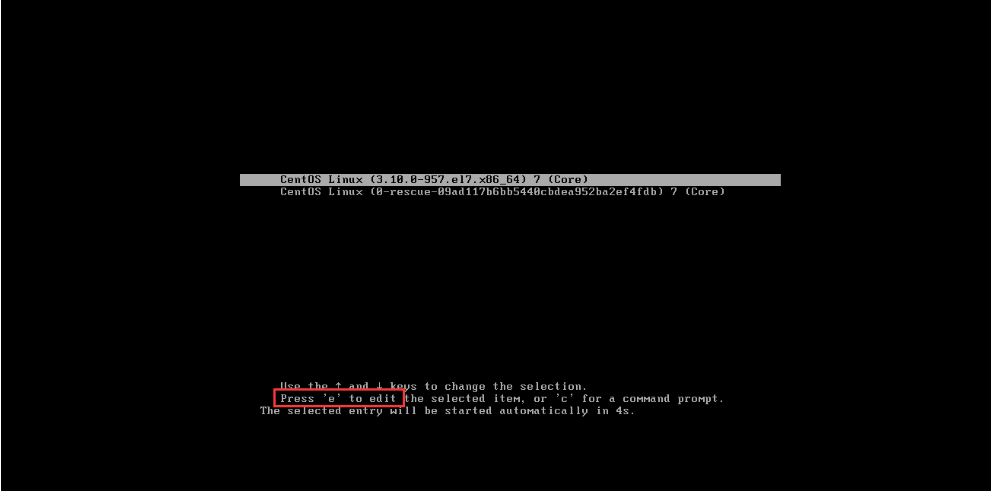 CentOS Linux (3.10.0-957.el7.x86_64) 7 (Core)
CentOS Linux (0-rescue-09ad117b6bb5440cbdea952ba2ef4fdb) 7 (Core)
Use the ↑ and ↓ keys to change the selection.
Press 'e' to edit the selected item, or 'c' for a command prompt.
The selected entry will be started automatically in 4s.